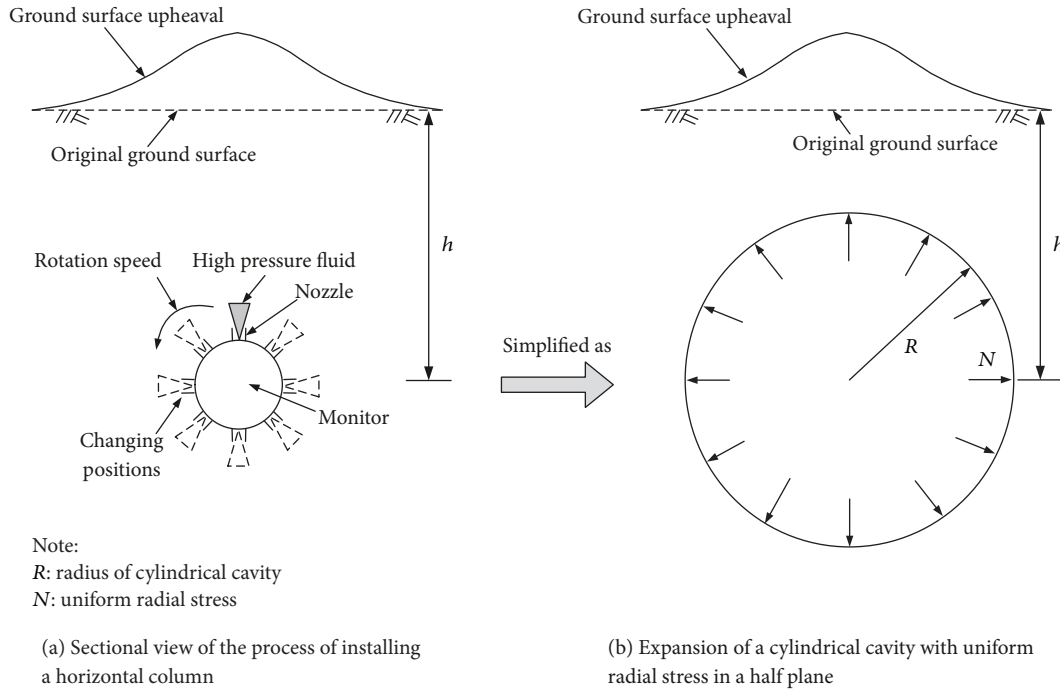 Ground surface upheaval
Original ground surface
h
Rotation speed
High pressure fluid
Nozzle
Monitor
Changing
positions
Note:
R: radius of cylindrical cavity
N: uniform radial stress
(a) Sectional view of the process of installing
a horizontal column
Simplified as
Ground surface upheaval
Original ground surface
h
R
N
(b) Expansion of a cylindrical cavity with uniform
radial stress in a half plane